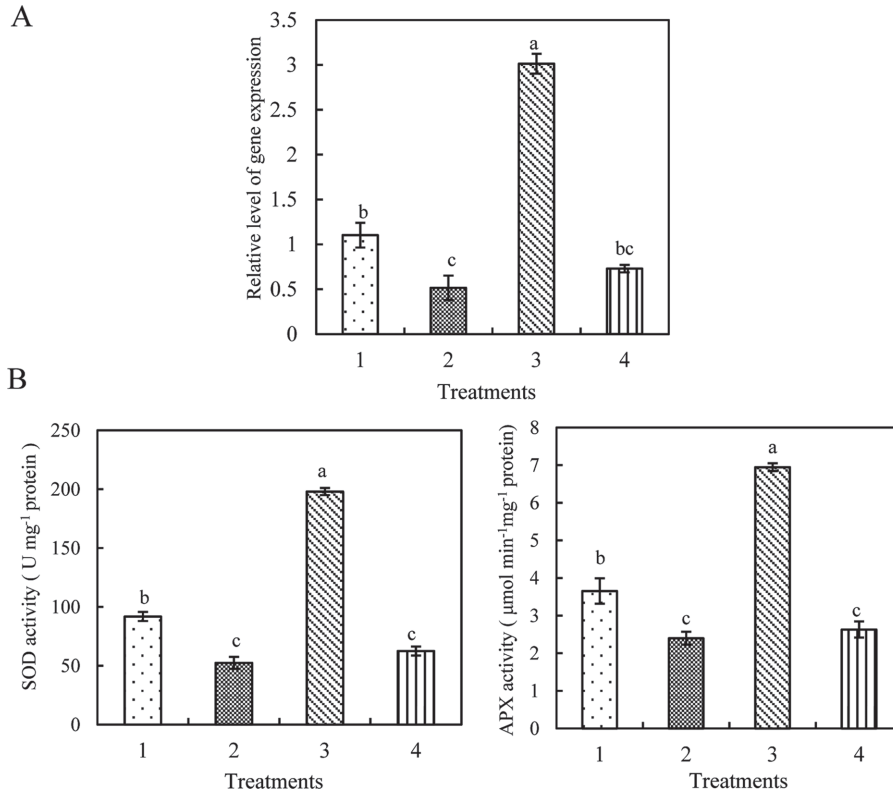 A
Relative level of gene expression
3.5
3
2.5
2
1.5
1
0.5
0
b
c
a
bc
1 2 3 4
Treatments
B
SOD activity ( U mg⁻¹ protein )
250
200
150
100
50
0
b
c
a
c
1 2 3 4
Treatments
APX activity ( μmol min⁻¹mg⁻¹ protein)
8
7
6
5
4
3
2
1
0
b
c
a
c
1 2 3 4
Treatments